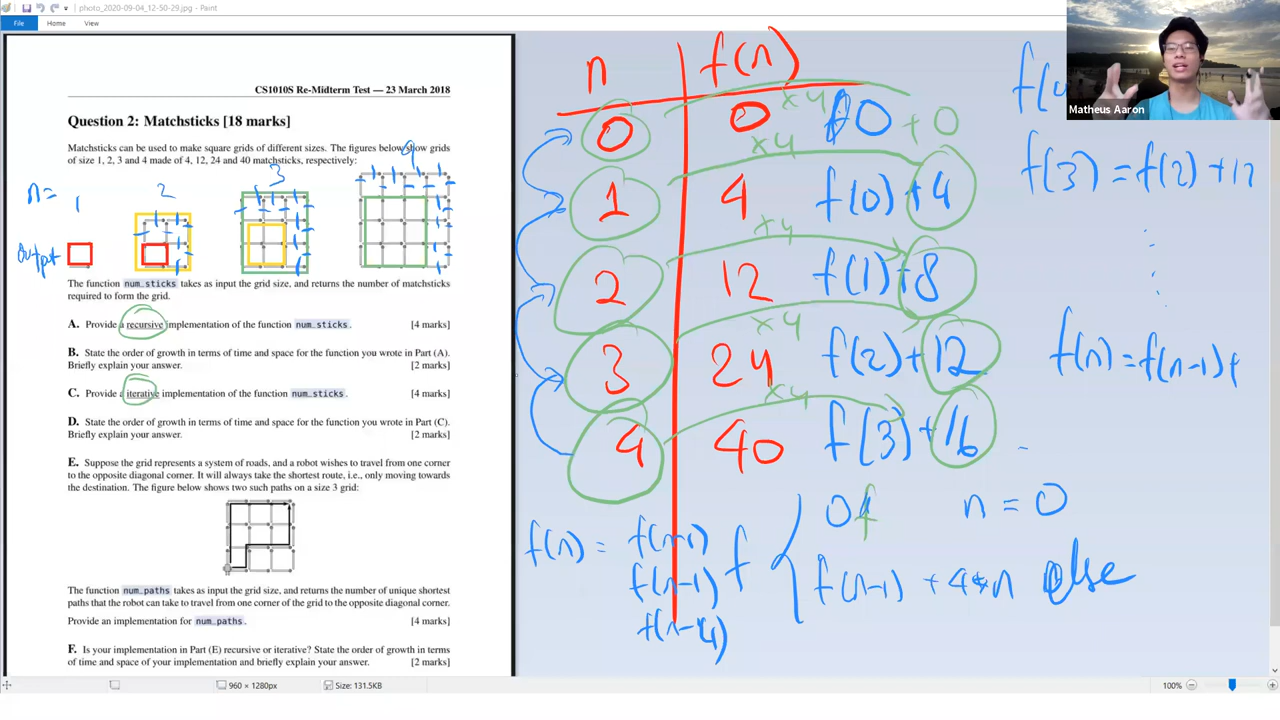 photo_2020-09-04_12-50-29.jpg - Paint
File Home View
CS1010S Re-Midterm Test — 23 March 2018
Question 2: Matchsticks [18 marks]
Matchsticks can be used to make square grids of different sizes. The figures below show grids
of size 1, 2, 3 and 4 made of 4, 12, 24 and 40 matchsticks, respectively:
n= 1 2 3 4
Output
The function num_sticks takes as input the grid size, and returns the number of matchsticks
required to form the grid.
A. Provide a recursive implementation of the function num_sticks. [4 marks]
B. State the order of growth in terms of time and space for the function you wrote in Part (A).
Briefly explain your answer. [2 marks]
C. Provide a iterative implementation of the function num_sticks. [4 marks]
D. State the order of growth in terms of time and space for the function you wrote in Part (C).
Briefly explain your answer. [2 marks]
E. Suppose the grid represents a system of roads, and a robot wishes to travel from one corner
to the opposite diagonal corner. It will always take the shortest route, i.e., only moving towards
the destination. The figure below shows two such paths on a size 3 grid:
The function num_paths takes as input the grid size, and returns the number of unique shortest
paths that the robot can take to travel from one corner of the grid to the opposite diagonal corner.
Provide an implementation for num_paths. [4 marks]
F. Is your implementation in Part (E) recursive or iterative? State the order of growth in terms
of time and space of your implementation and briefly explain your answer. [2 marks]
n f(n)
0 0 ×4 0 +0
×4
1 4 f(0)+4
×4
2 12 f(1)+8
×4
3 24 f(2)+12
×4
4 40 f(3)+16
f(3) = f(2) +12
f(n) = f(n-1)+
f(n) = f(n-1)
f(n-1)
f(n-4)
f
0 n = 0
f(n-1) + 4*n else
Matheus Aaron
960 × 1280px Size: 131.5KB 100%